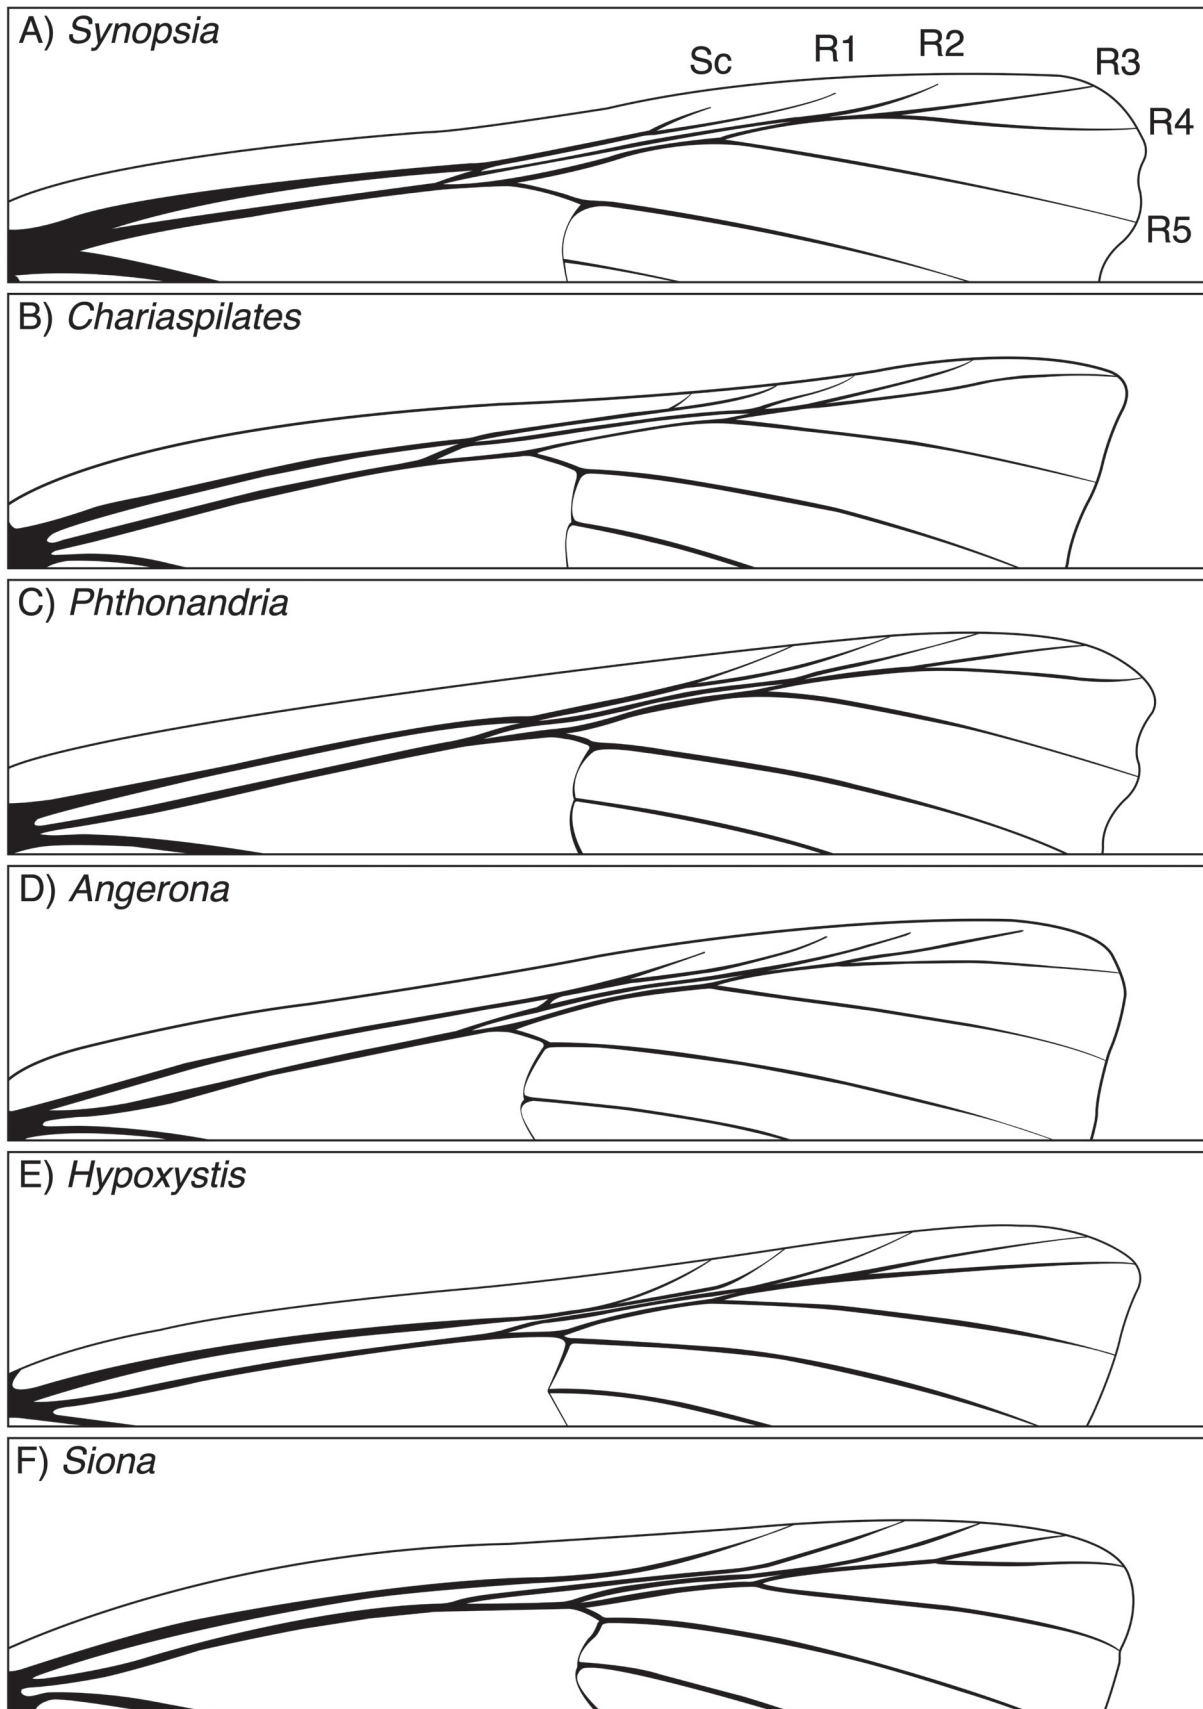 A) Synopsia
Sc
R1
R2
R3
R4
R5
B) Chariaspilates
C) Phthonandria
D) Angerona
E) Hypoxystis
F) Siona